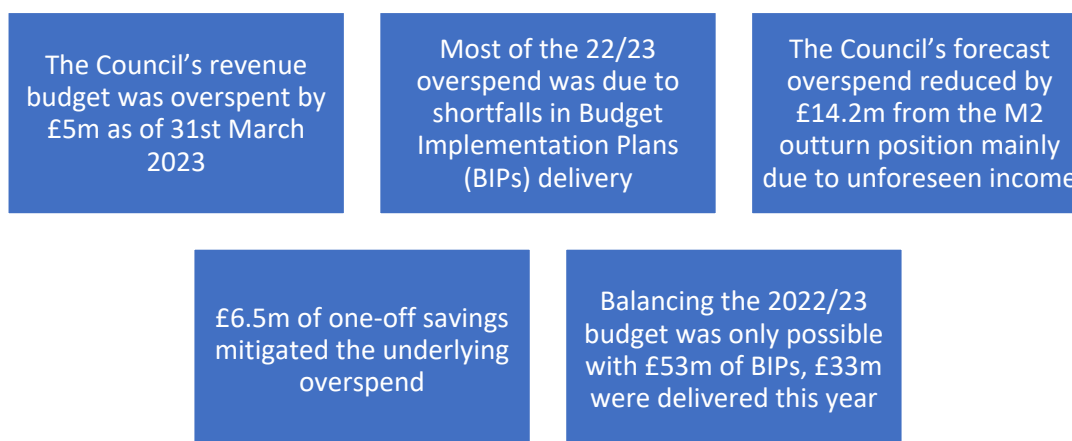 The Council’s revenue
budget was overspent by
£5m as of 31st March
2023
Most of the 22/23
overspend was due to
shortfalls in Budget
Implementation Plans
(BIPs) delivery
The Council’s forecast
overspend reduced by
£14.2m from the M2
outturn position mainly
due to unforeseen income
£6.5m of one-off savings
mitigated the underlying
overspend
Balancing the 2022/23
budget was only possible
with £53m of BIPs, £33m
were delivered this year